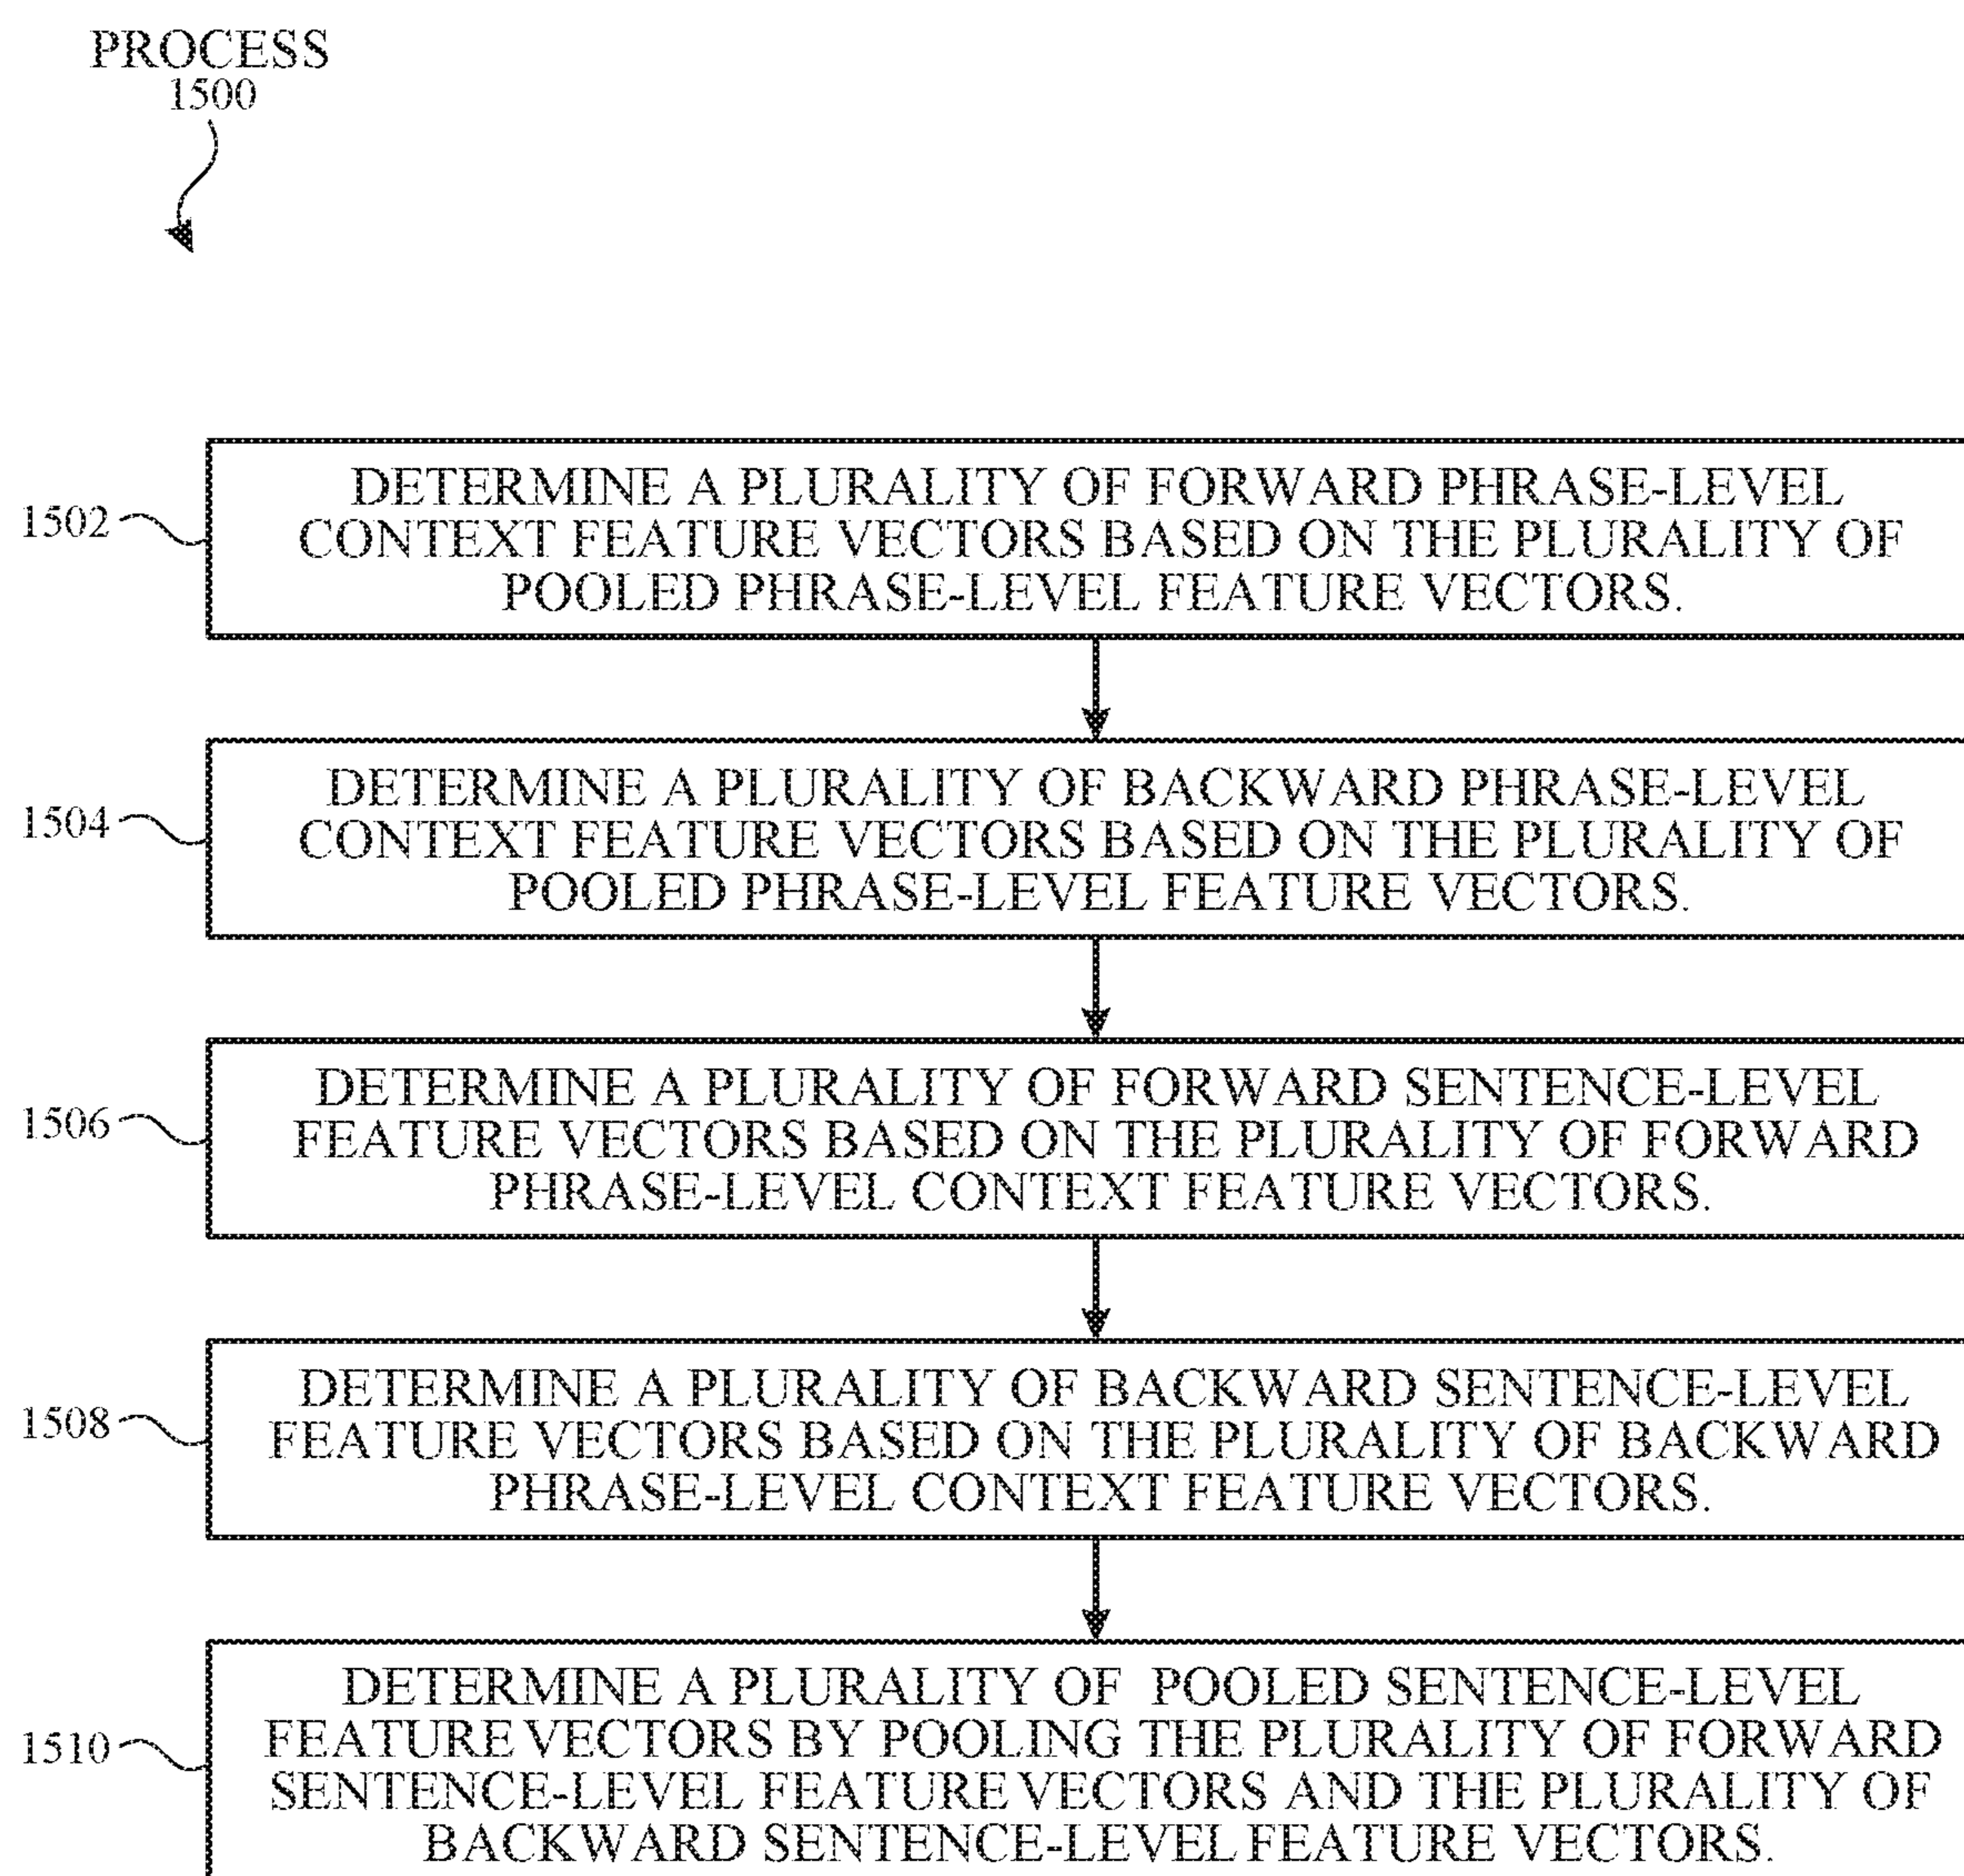 PROCESS
1500
1502
DETERMINE A PLURALITY OF FORWARD PHRASE-LEVEL
CONTEXT FEATURE VECTORS BASED ON THE PLURALITY OF
POOLED PHRASE-LEVEL FEATURE VECTORS.
1504
DETERMINE A PLURALITY OF BACKWARD PHRASE-LEVEL
CONTEXT FEATURE VECTORS BASED ON THE PLURALITY OF
POOLED PHRASE-LEVEL FEATURE VECTORS.
1506
DETERMINE A PLURALITY OF FORWARD SENTENCE-LEVEL
FEATURE VECTORS BASED ON THE PLURALITY OF FORWARD
PHRASE-LEVEL CONTEXT FEATURE VECTORS.
1508
DETERMINE A PLURALITY OF BACKWARD SENTENCE-LEVEL
FEATURE VECTORS BASED ON THE PLURALITY OF BACKWARD
PHRASE-LEVEL CONTEXT FEATURE VECTORS.
1510
DETERMINE A PLURALITY OF POOLED SENTENCE-LEVEL
FEATURE VECTORS BY POOLING THE PLURALITY OF FORWARD
SENTENCE-LEVEL FEATURE VECTORS AND THE PLURALITY OF
BACKWARD SENTENCE-LEVEL FEATURE VECTORS.